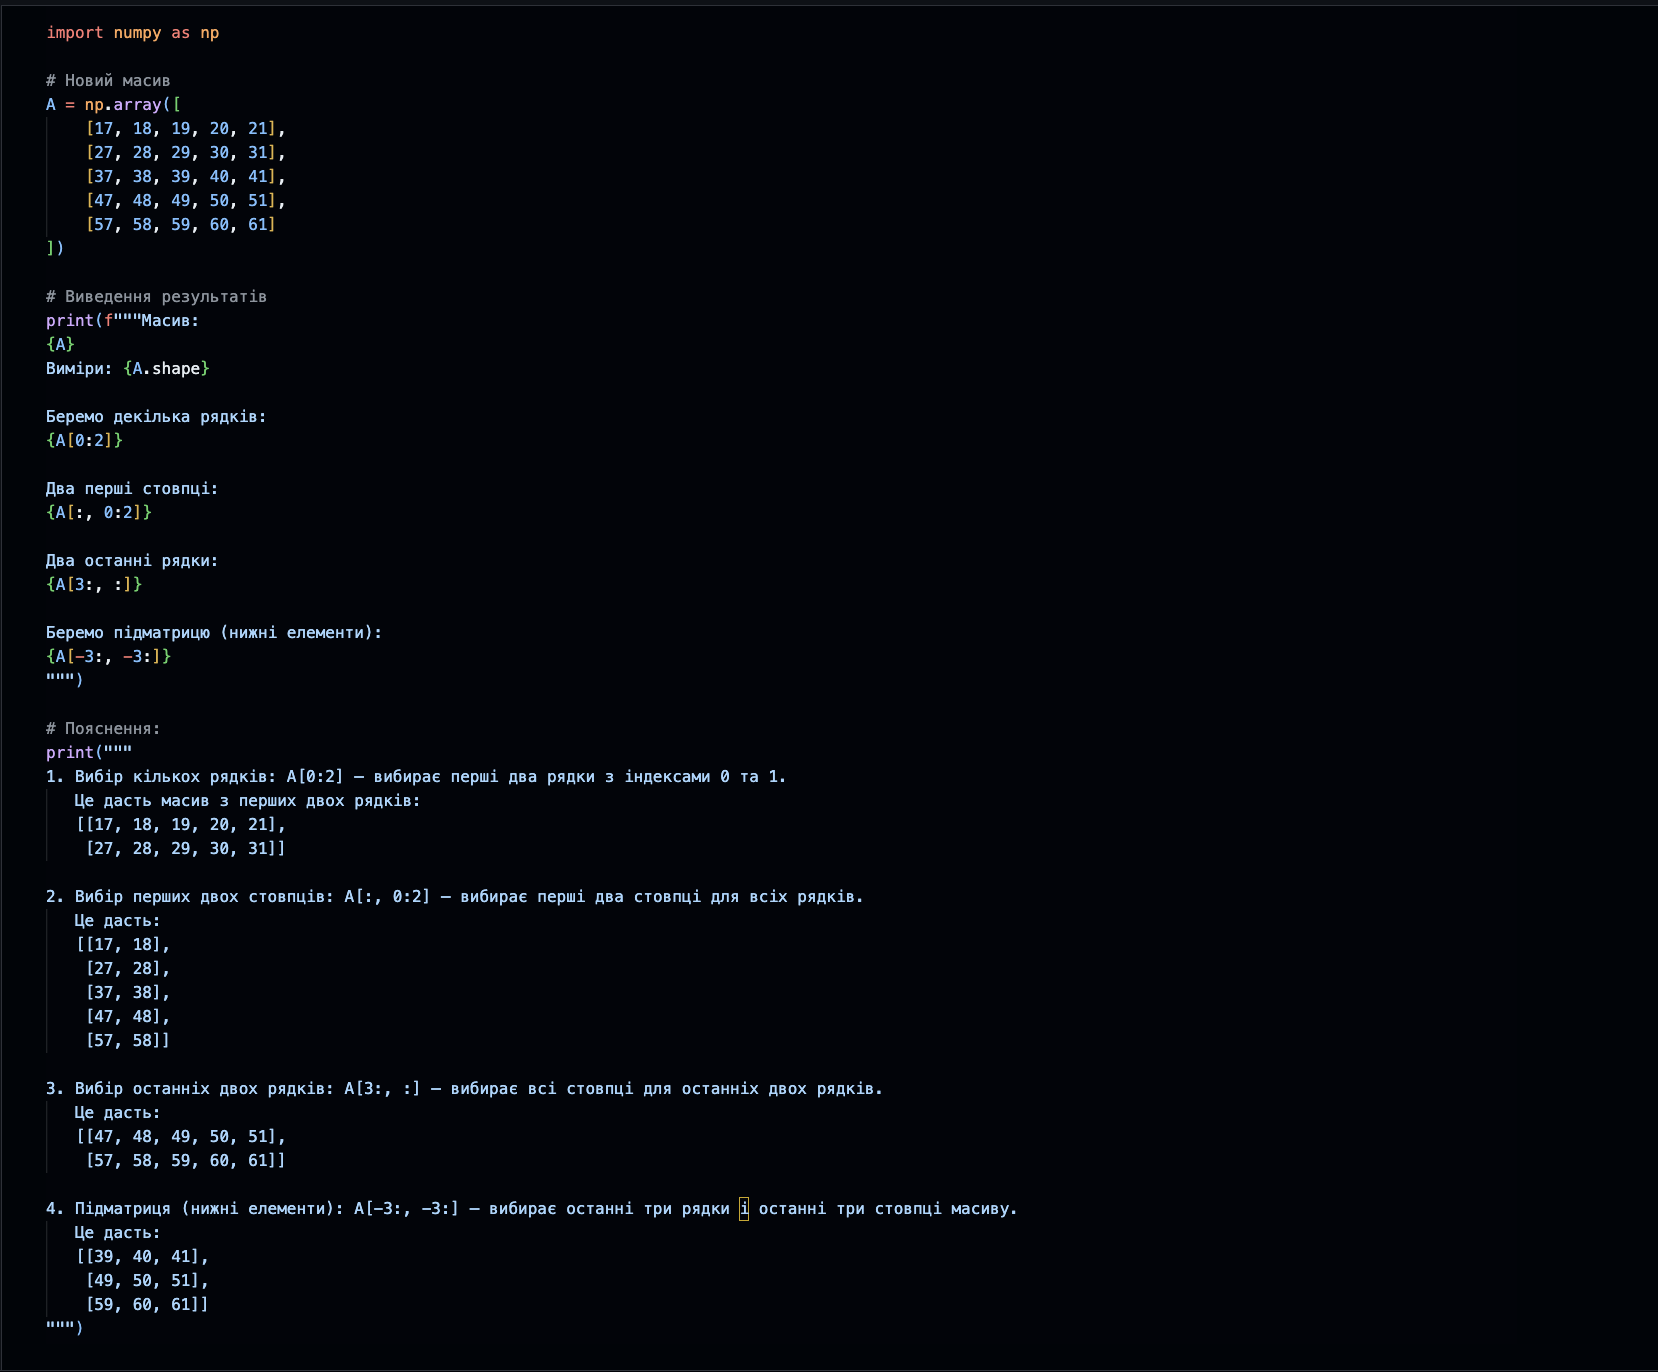 import numpy as np
# Новий масив
A = np.array([
    [17, 18, 19, 20, 21],
    [27, 28, 29, 30, 31],
    [37, 38, 39, 40, 41],
    [47, 48, 49, 50, 51],
    [57, 58, 59, 60, 61]
])
# Виведення результатів
print(f"""Масив:
{A}
Виміри: {A.shape}
Беремо декілька рядків:
{A[0:2]}
Два перші стовпці:
{A[:, 0:2]}
Два останні рядки:
{A[3:, :]}
Беремо підматрицю (нижні елементи):
{A[-3:, -3:]}
""")
# Пояснення:
print("""
1. Вибір кількох рядків: A[0:2] — вибирає перші два рядки з індексами 0 та 1.
   Це дасть масив з перших двох рядків:
   [[17, 18, 19, 20, 21],
    [27, 28, 29, 30, 31]]
2. Вибір перших двох стовпців: A[:, 0:2] — вибирає перші два стовпці для всіх рядків.
   Це дасть:
   [[17, 18],
    [27, 28],
    [37, 38],
    [47, 48],
    [57, 58]]
3. Вибір останніх двох рядків: A[3:, :] — вибирає всі стовпці для останніх двох рядків.
   Це дасть:
   [[47, 48, 49, 50, 51],
    [57, 58, 59, 60, 61]]
4. Підматриця (нижні елементи): A[-3:, -3:] — вибирає останні три рядки і останні три стовпці масиву.
   Це дасть:
   [[39, 40, 41],
    [49, 50, 51],
    [59, 60, 61]]
""")